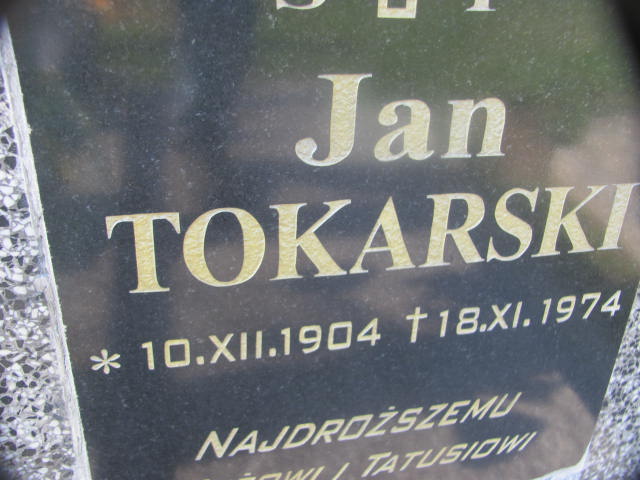 Jan
TOKARSKI
* 10.XII.1904 † 18.XI.1974
NAJDROŻSZEMU
I TATUSIOWI